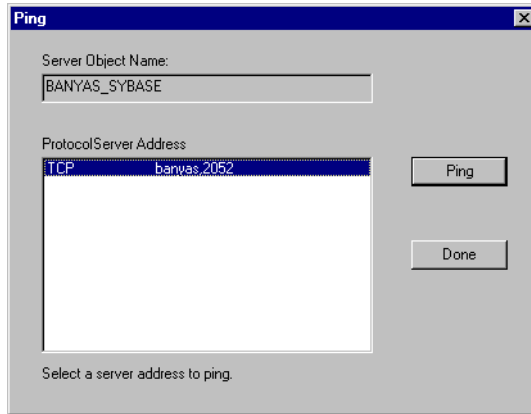 Ping
Server Object Name:
BANYAS_SYBASE
ProtocolServer Address
TCP banyas,2052
Ping
Done
Select a server address to ping.